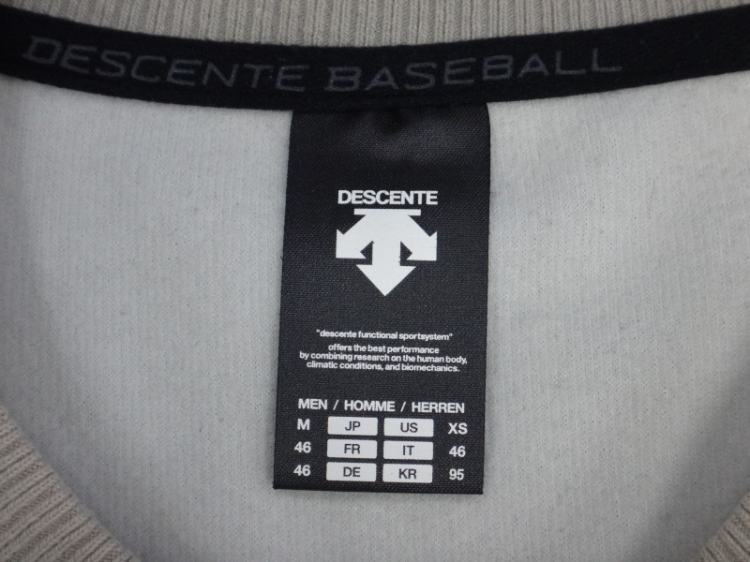 DESCENTE BASEBALL
DESCENTE
"descente functional sportsystem"
offers the best performance
by combining research on the human body,
climatic conditions, and biomechanics.
MEN / HOMME / HERREN
M JP US XS
46 FR IT 46
46 DE KR 95